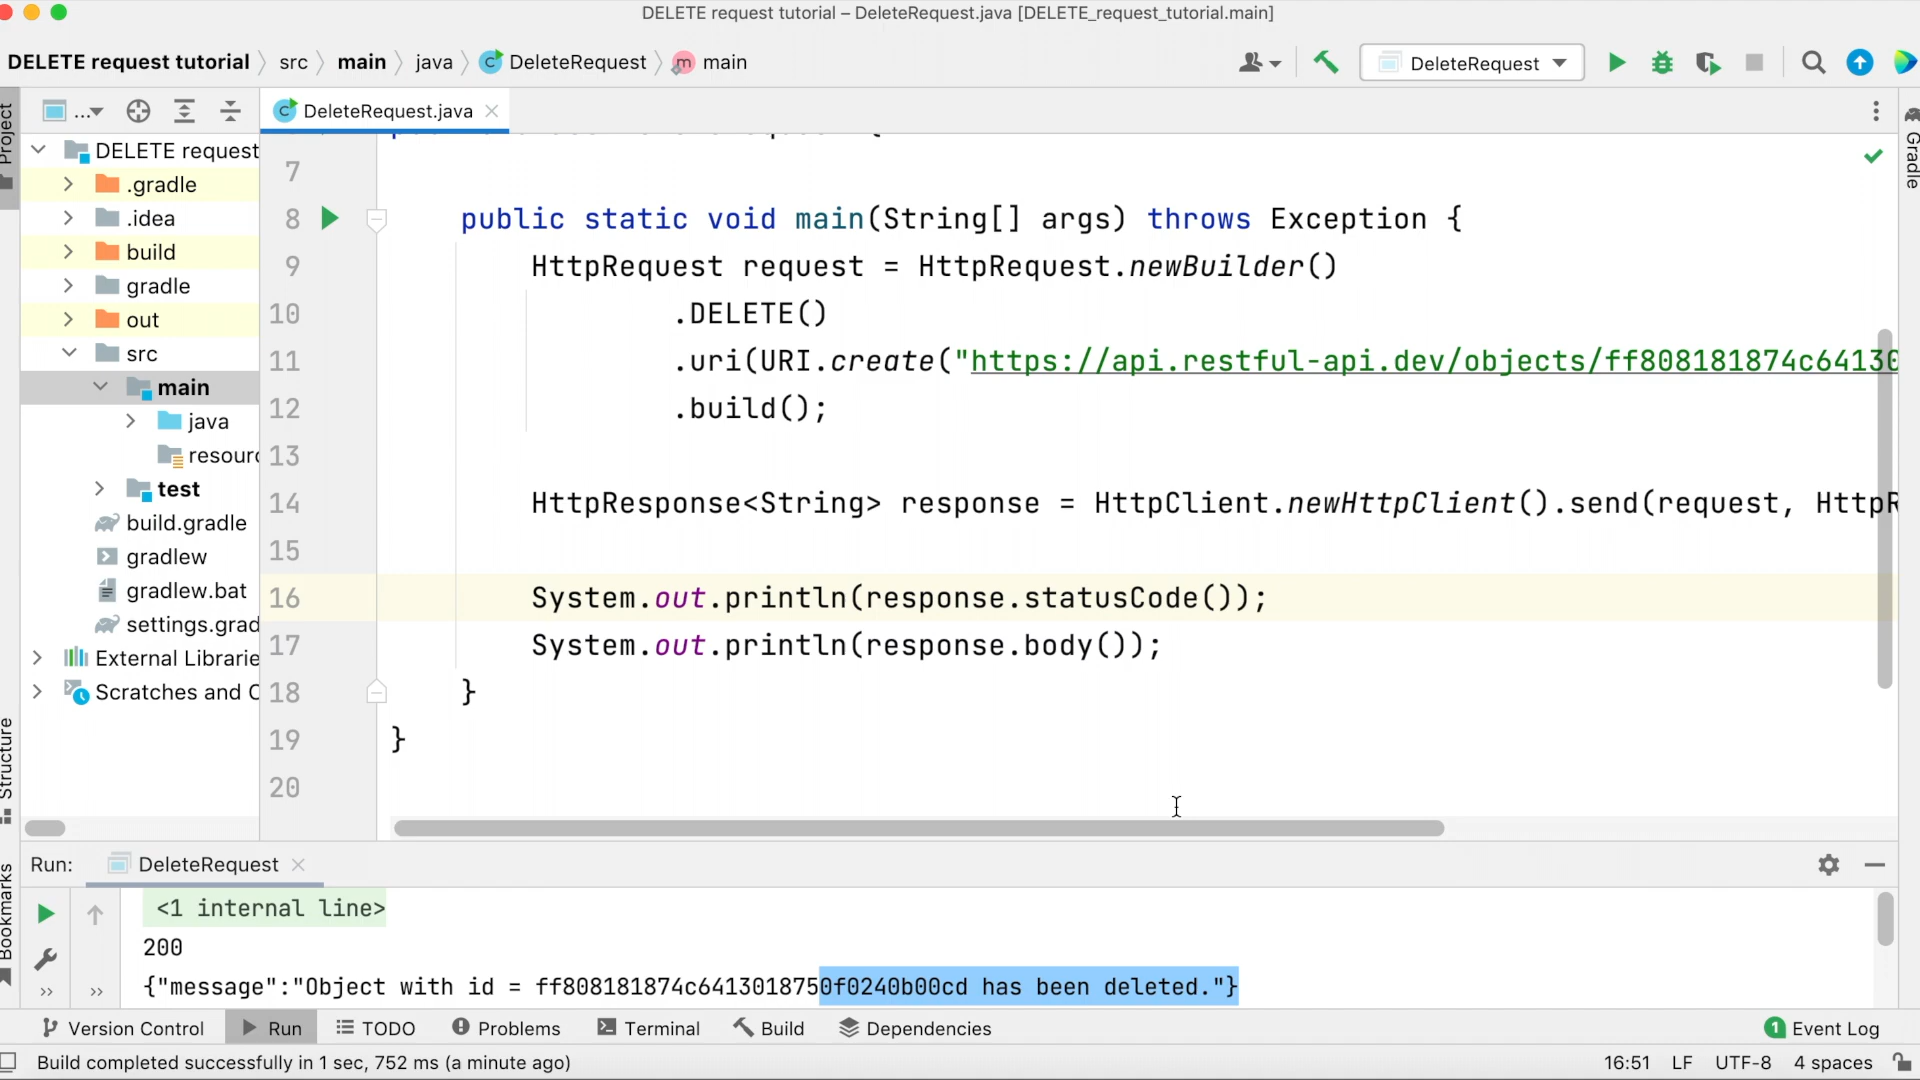 DELETE request tutorial – DeleteRequest.java [DELETE_request_tutorial.main]
DELETE request tutorial src main java DeleteRequest m main
DeleteRequest
Project
... DeleteRequest.java
Gradle
DELETE request
.gradle
.idea
build
gradle
out
src
main
java
resourc
test
build.gradle
gradlew
gradlew.bat
settings.grad
External Librarie
Scratches and C
Structure
Bookmarks
7
8 public static void main(String[] args) throws Exception {
9 HttpRequest request = HttpRequest.newBuilder()
10 .DELETE()
11 .uri(URI.create("https://api.restful-api.dev/objects/ff808181874c64130
12 .build();
13
14 HttpResponse<String> response = HttpClient.newHttpClient().send(request, HttpR
15
16 System.out.println(response.statusCode());
17 System.out.println(response.body());
18 }
19 }
20
Run: DeleteRequest
<1 internal line>
200
{"message":"Object with id = ff808181874c6413018750f0240b00cd has been deleted."}
Version Control Run TODO Problems Terminal Build Dependencies 1 Event Log
Build completed successfully in 1 sec, 752 ms (a minute ago) 16:51 LF UTF-8 4 spaces